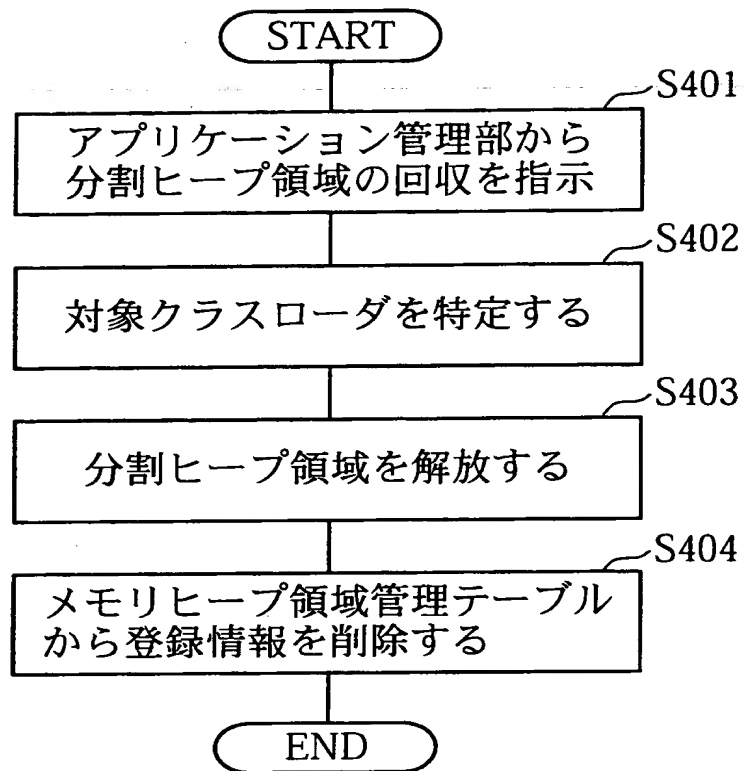 START
S401
アプリケーション管理部から
分割ヒープ領域の回収を指示
S402
対象クラスローダを特定する
S403
分割ヒープ領域を解放する
S404
メモリヒープ領域管理テーブル
から登録情報を削除する
END